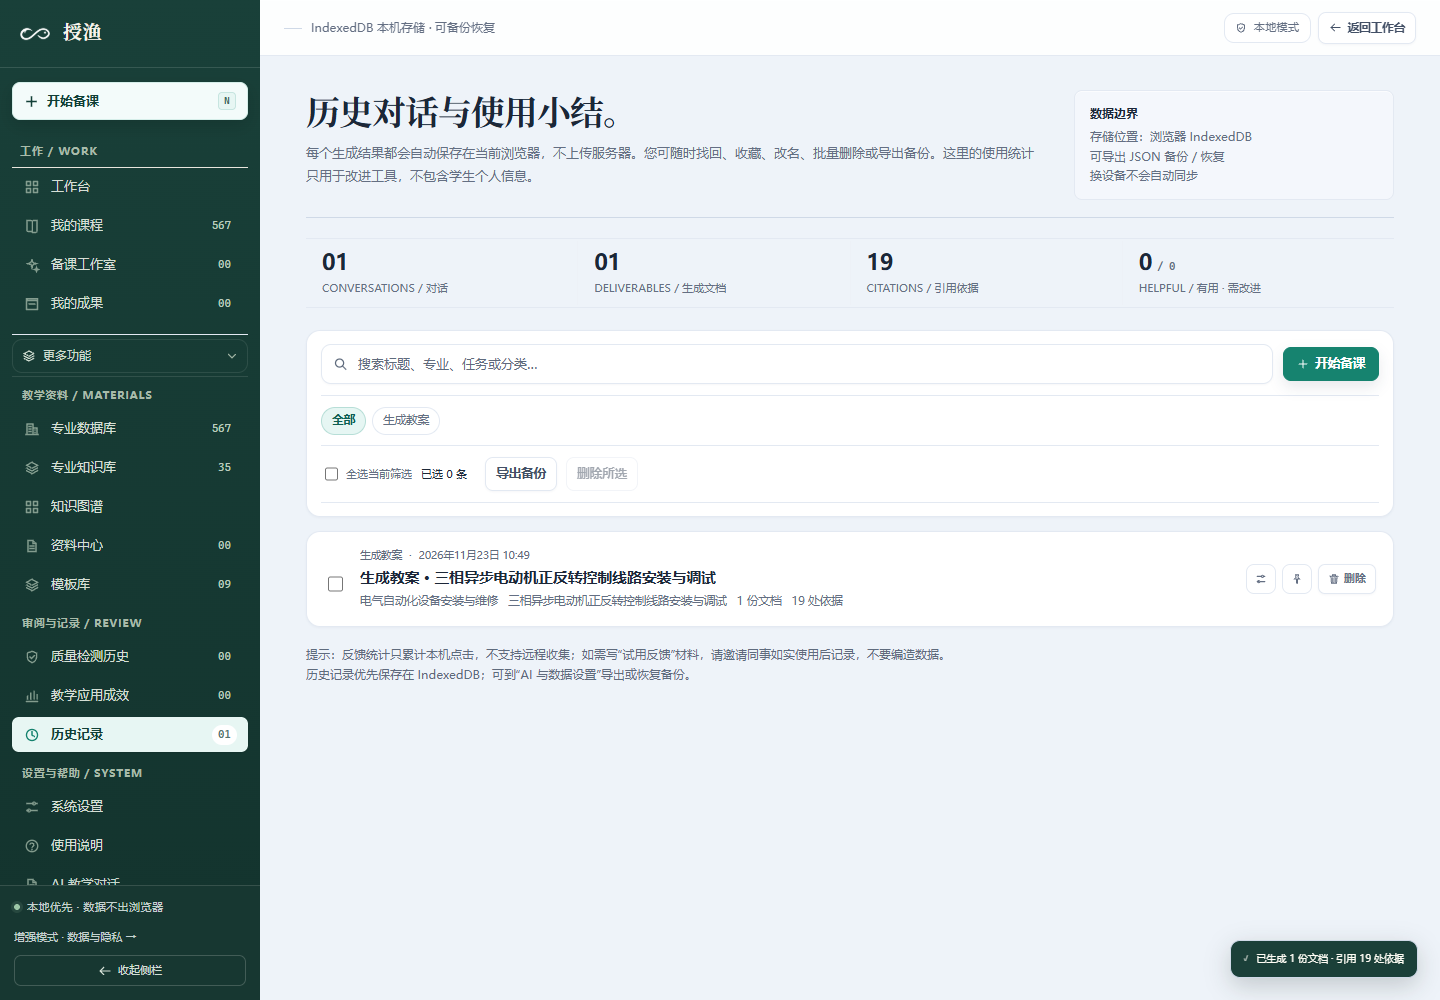 授渔
开始备课 N
工作 / WORK
工作台
我的课程 567
备课工作室 00
我的成果 00
更多功能
教学资料 / MATERIALS
专业数据库 567
专业知识库 35
知识图谱
资料中心 00
模板库 09
审阅与记录 / REVIEW
质量检测历史 00
教学应用成效 00
历史记录 01
设置与帮助 / SYSTEM
系统设置
使用说明
AI 教学对话
本地优先 · 数据不出浏览器
增强模式 · 数据与隐私 →
← 收起侧栏
IndexedDB 本机存储 · 可备份恢复
本地模式
← 返回工作台
历史对话与使用小结。
每个生成结果都会自动保存在当前浏览器，不上传服务器。您可随时找回、收藏、改名、批量删除或导出备份。这里的使用统计
只用于改进工具，不包含学生个人信息。
数据边界
存储位置：浏览器 IndexedDB
可导出 JSON 备份 / 恢复
换设备不会自动同步
01
CONVERSATIONS / 对话
01
DELIVERABLES / 生成文档
19
CITATIONS / 引用依据
0 / 0
HELPFUL / 有用 · 需改进
搜索标题、专业、任务或分类...
＋ 开始备课
全部
生成教案
全选当前筛选 已选 0 条
导出备份
删除所选
生成教案 · 2026年11月23日 10:49
生成教案 • 三相异步电动机正反转控制线路安装与调试
电气自动化设备安装与维修 三相异步电动机正反转控制线路安装与调试 1 份文档 19 处依据
删除
提示：反馈统计只累计本机点击，不支持远程收集；如需写“试用反馈”材料，请邀请同事如实使用后记录，不要编造数据。
历史记录优先保存在 IndexedDB；可到“AI 与数据设置”导出或恢复备份。
✓ 已生成 1 份文档 · 引用 19 处依据